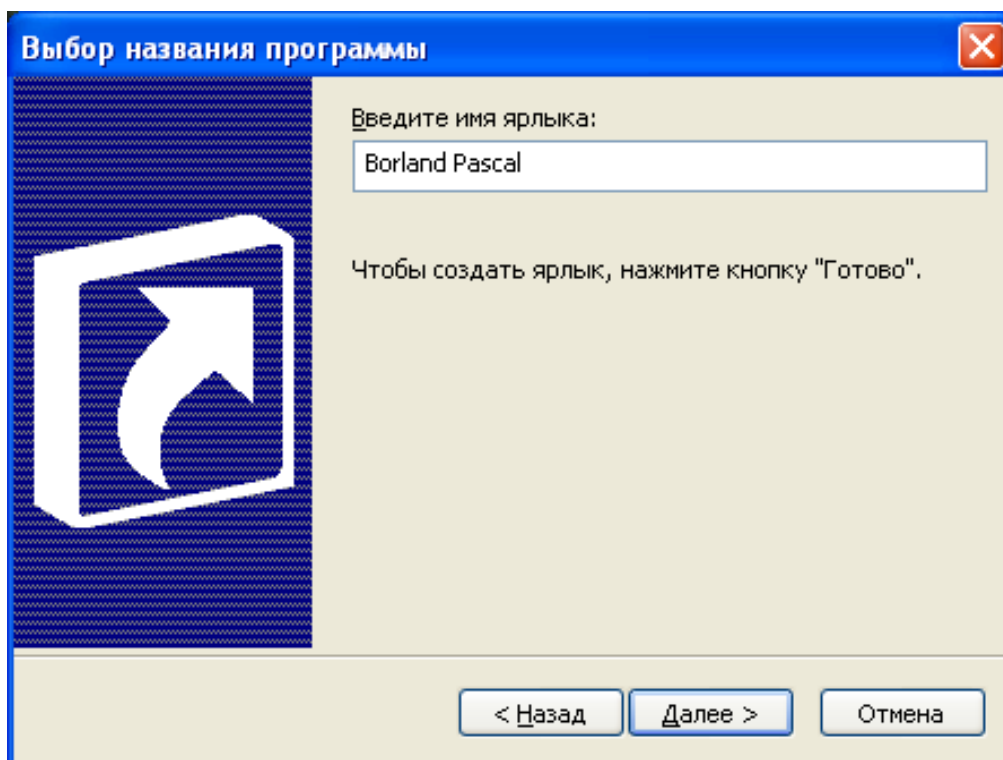 Выбор названия программы
Введите имя ярлыка:
Borland Pascal
Чтобы создать ярлык, нажмите кнопку "Готово".
< Назад
Далее >
Отмена